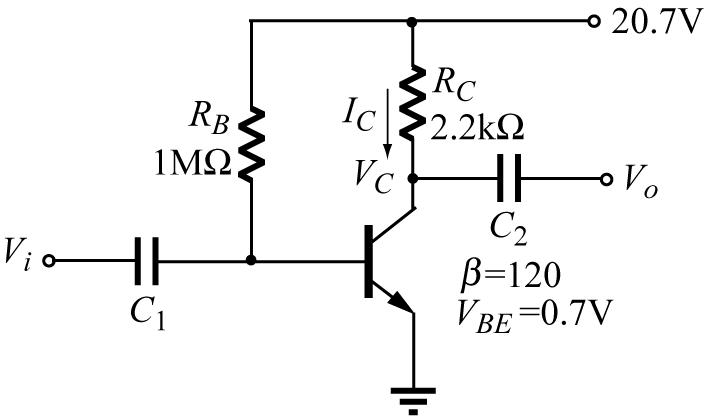 20.7V
R_C
2.2kΩ
I_C
R_B
1MΩ
V_C
V_o
C_2
V_i
C_1
β=120
V_BE=0.7V